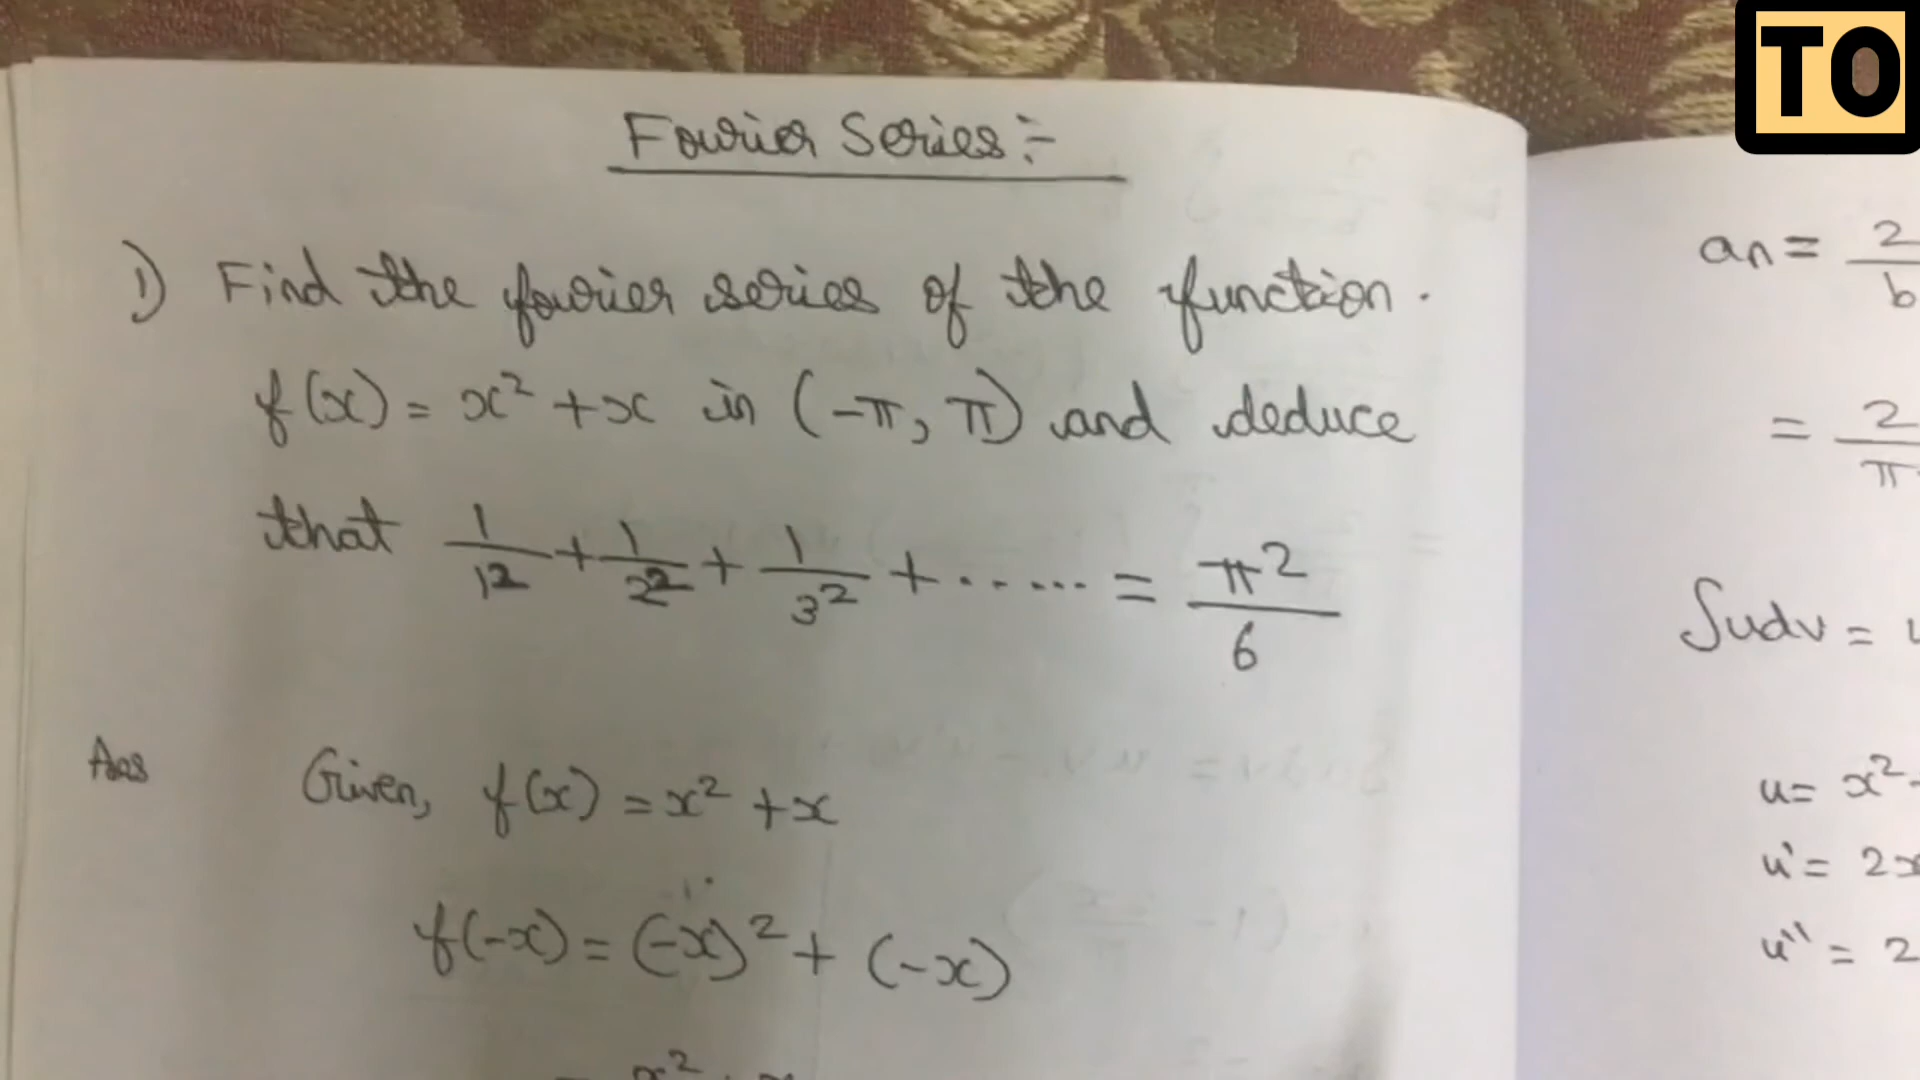 TO
Fourier Series :-
1) Find the fourier series of the function.
f(x) = x² + x in (-π, π) and deduce
that 1/1² + 1/2² + 1/3² + ...... = π²/6
Ans Given, f(x) = x² + x
f(-x) = (-x)² + (-x)
an = 2/b
= 2/π
∫udv =
u = x²
u' = 2x
u'' = 2